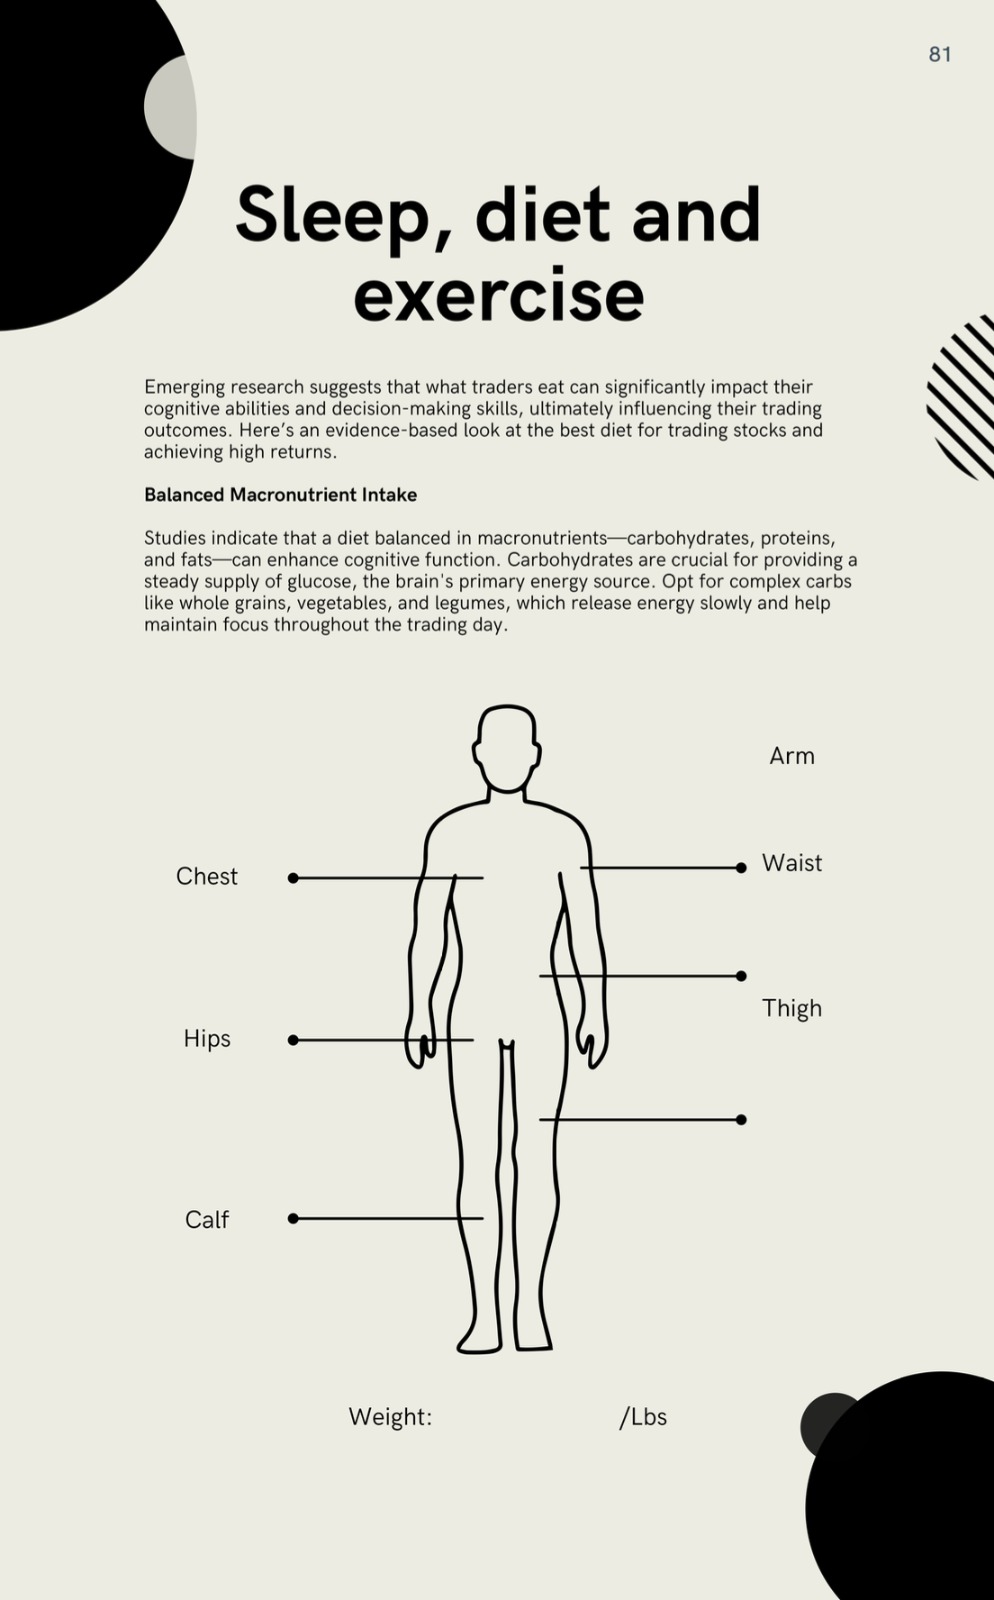 81
Sleep, diet and
exercise
Emerging research suggests that what traders eat can significantly impact their
cognitive abilities and decision-making skills, ultimately influencing their trading
outcomes. Here’s an evidence-based look at the best diet for trading stocks and
achieving high returns.
Balanced Macronutrient Intake
Studies indicate that a diet balanced in macronutrients—carbohydrates, proteins,
and fats—can enhance cognitive function. Carbohydrates are crucial for providing a
steady supply of glucose, the brain's primary energy source. Opt for complex carbs
like whole grains, vegetables, and legumes, which release energy slowly and help
maintain focus throughout the trading day.
Arm
Chest
Waist
Hips
Thigh
Calf
Weight: /Lbs